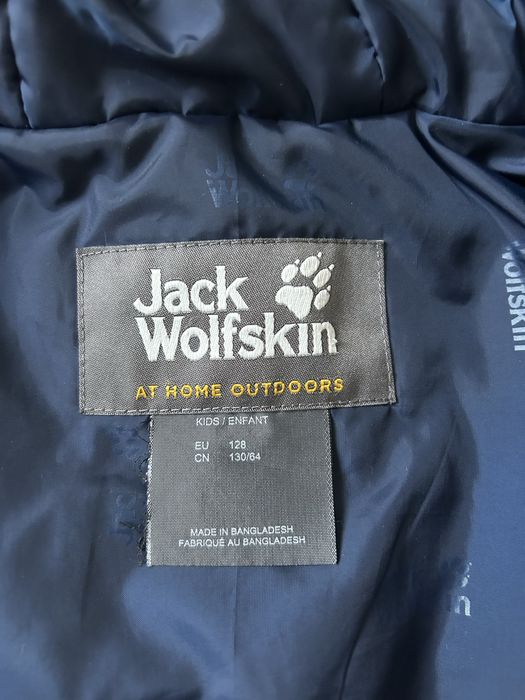 Jack
Wolfskin
AT HOME OUTDOORS
KIDS / ENFANT
EU 128
CN 130/64
MADE IN BANGLADESH
FABRIQUÉ AU BANGLADESH
Wolfskin